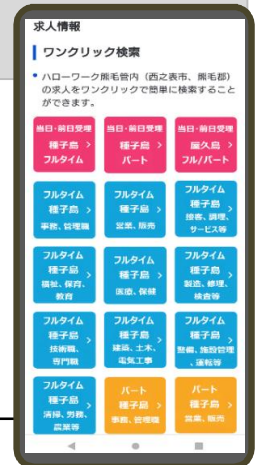 求人情報
ワンクリック検索
• ハローワーク熊毛管内（西之表市、熊毛郡）
の求人をワンクリックで簡単に検索すること
ができます。
当日・前日受理
種子島 >
フルタイム
当日・前日受理
種子島 >
パート
当日・前日受理
屋久島 >
フル/パート
フルタイム
種子島 >
事務、管理職
フルタイム
種子島 >
営業、販売
フルタイム
種子島 >
接客、調理、
サービス等
フルタイム
種子島 >
福祉、保育、
教育
フルタイム
種子島 >
医療、保健
フルタイム
種子島 >
製造、修理、
検査等
フルタイム
種子島 >
技術職、
専門職
フルタイム
種子島 >
建築、土木、
電気工事
フルタイム
種子島 >
警備、施設管理
、運転等
フルタイム
種子島 >
清掃、労務、
農業等
パート
種子島 >
事務、管理職
パート
種子島 >
営業、販売